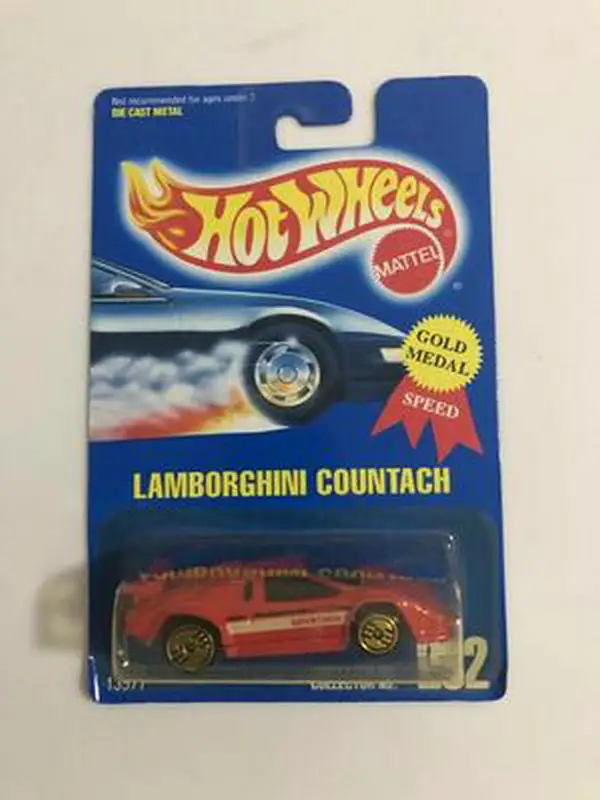 Not recommended for ages under 3
DIE CAST METAL
HOT WHEELS
®
MATTEL
®
GOLD
MEDAL
SPEED
LAMBORGHINI COUNTACH
COUNTACH
COLLECTOR NO.